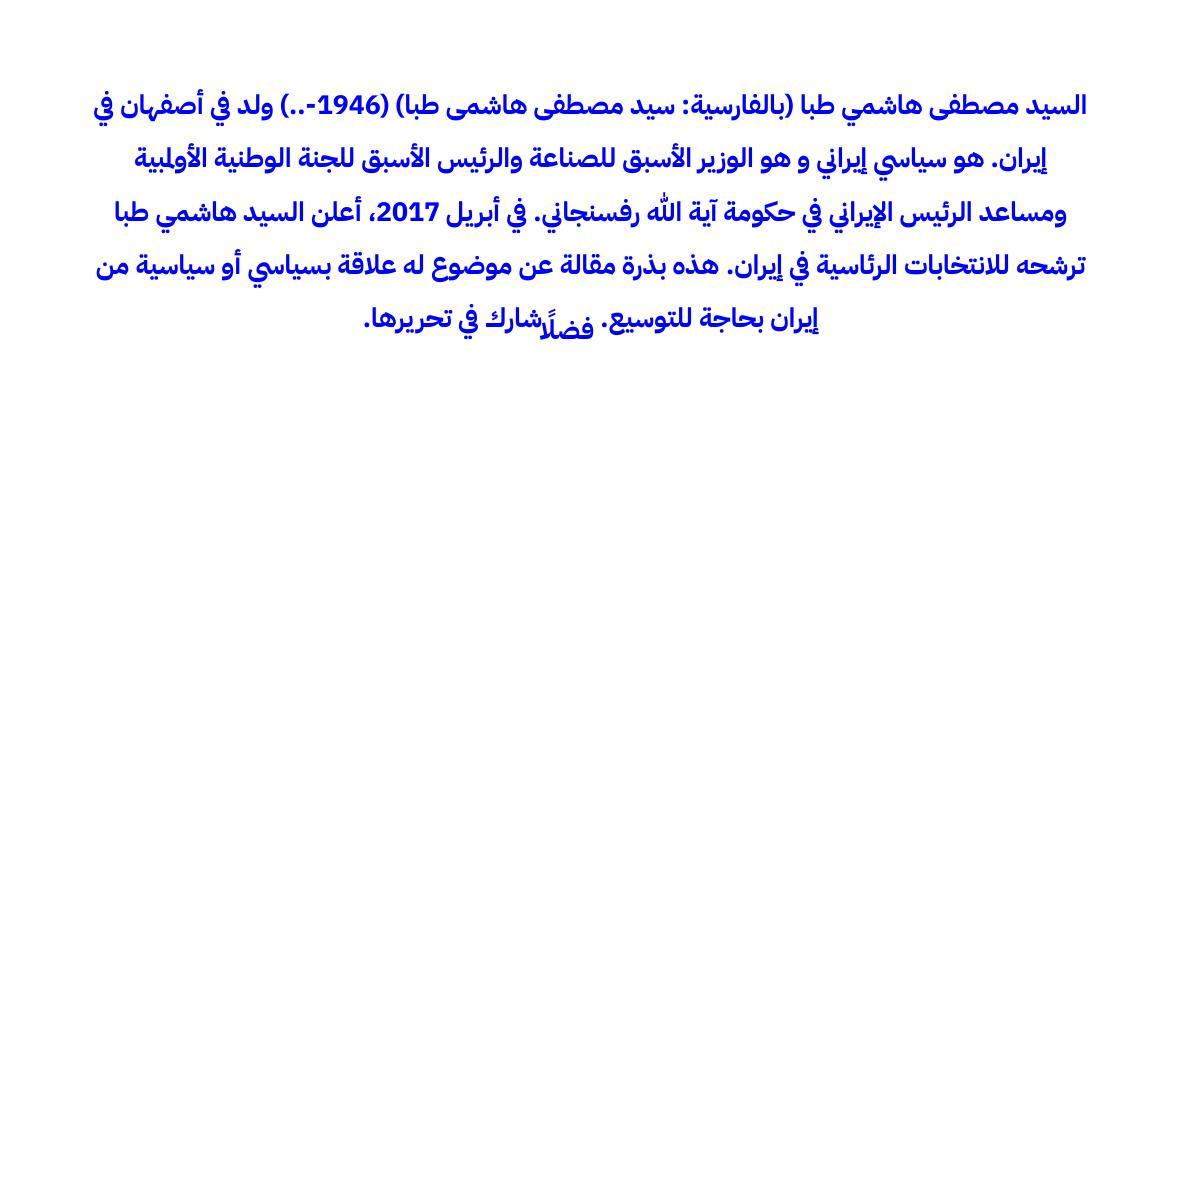 السيد مصطفى هاشمي طبا (بالفارسية: سيد مصطفى هاشمى طبا) (1946-..) ولد في أصفهان في
إيران. هو سياسي إيراني و هو الوزير الأسبق للصناعة والرئيس الأسبق للجنة الوطنية الأولمبية
ومساعد الرئيس الإيراني في حكومة آية الله رفسنجاني. في أبريل 2017، أعلن السيد هاشمي طبا
ترشحه للانتخابات الرئاسية في إيران. هذه بذرة مقالة عن موضوع له علاقة بسياسي أو سياسية من
إيران بحاجة للتوسيع. فضلًا شارك في تحريرها.